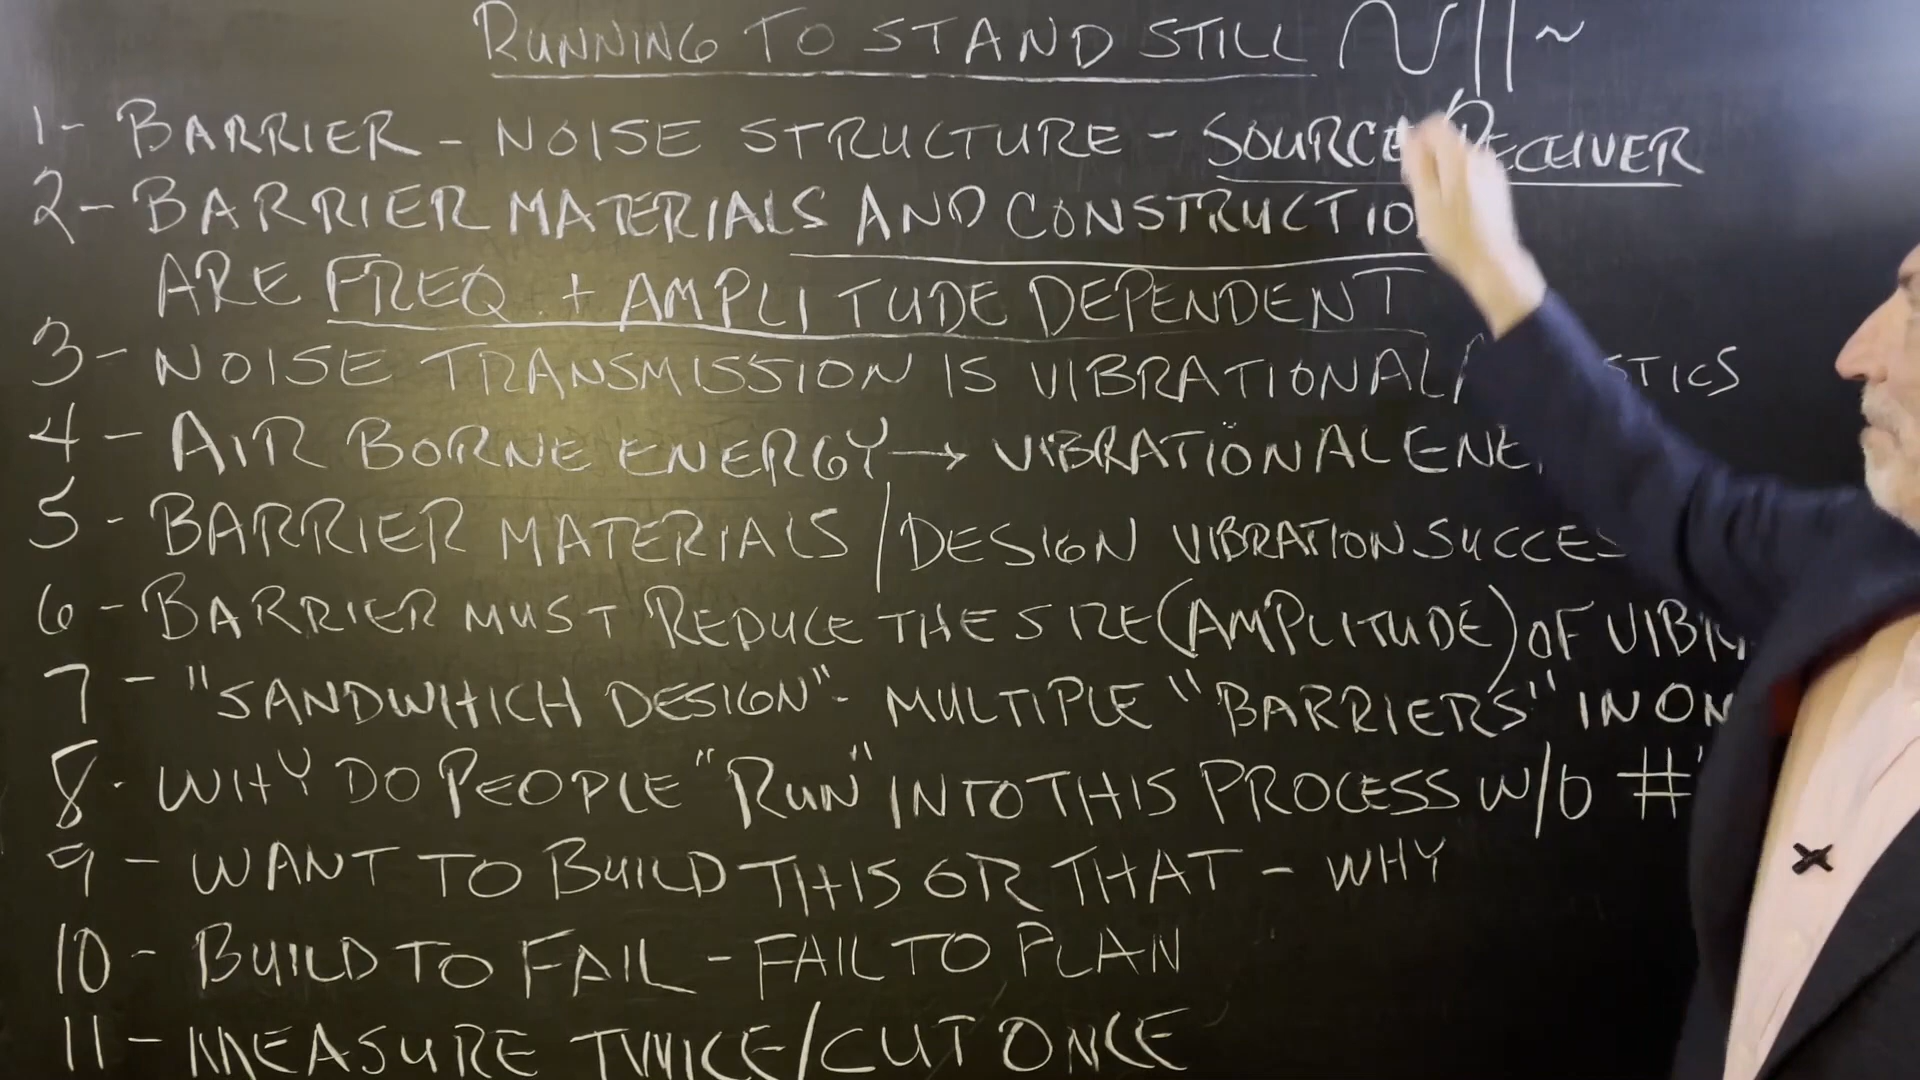 RUNNING TO STAND STILL
1- BARRIER - NOISE STRUCTURE - SOURCE/RECEIVER
2- BARRIER MATERIALS AND CONSTRUCTIO
ARE FREQ. + AMPLITUDE DEPENDENT
3- NOISE TRANSMISSION IS VIBRATIONAL/ STICS
4- AIR BORNE ENERGY → VIBRATIONAL ENE
5- BARRIER MATERIALS/DESIGN VIBRATION SUCCES
6- BARRIER MUST REDUCE THE SIZE (AMPLITUDE) OF VIBR
7- "SANDWHICH DESIGN"- MULTIPLE "BARRIERS" IN ON
8- WHY DO PEOPLE "RUN" INTO THIS PROCESS W/O #'
9- WANT TO BUILD THIS OR THAT - WHY
10- BUILD TO FAIL - FAIL TO PLAN
11- MEASURE TWICE/CUT ONCE